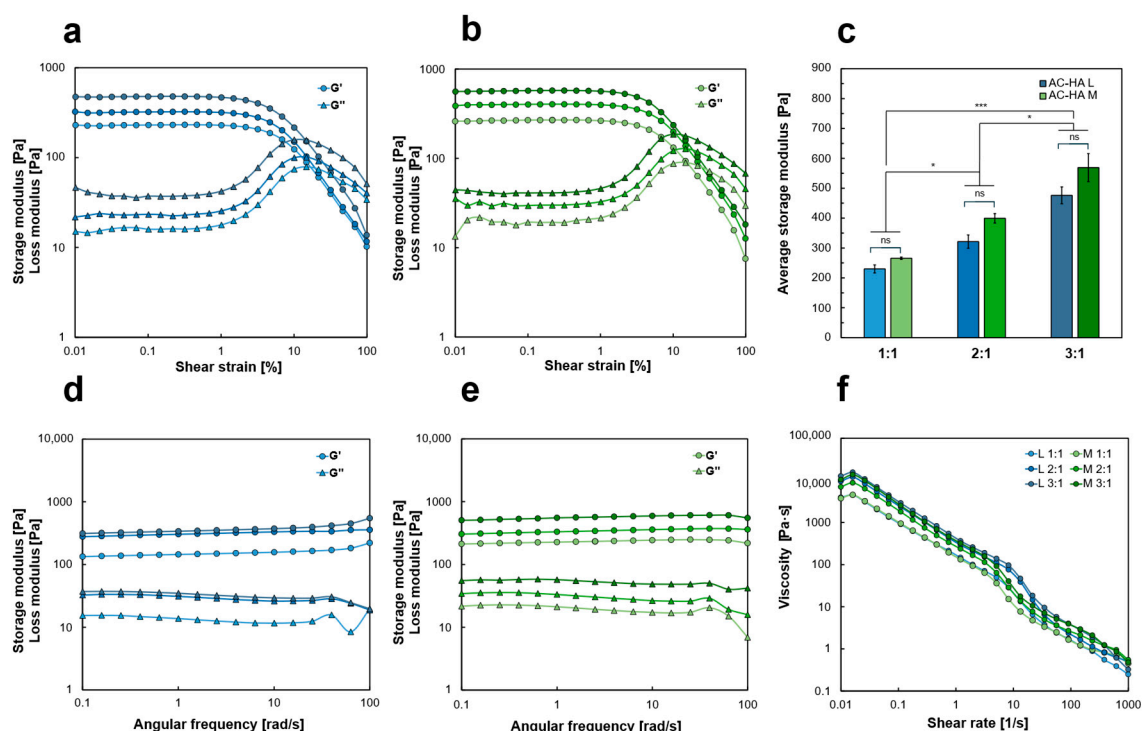 a
1000
100
10
1
0.01
0.1
1
10
100
G'
G"
Storage modulus [Pa]
Loss modulus [Pa]
Shear strain [%]
b
1000
100
10
1
0.01
0.1
1
10
100
G'
G"
Storage modulus [Pa]
Loss modulus [Pa]
Shear strain [%]
c
900
800
700
600
500
400
300
200
100
0
Average storage modulus [Pa]
AC-HA L
AC-HA M
***
*
*
ns
ns
ns
1:1
2:1
3:1
d
10,000
1000
100
10
1
0.1
1
10
100
G'
G"
Storage modulus [Pa]
Loss modulus [Pa]
Angular frequency [rad/s]
e
10,000
1000
100
10
1
0.1
1
10
100
G'
G"
Storage modulus [Pa]
Loss modulus [Pa]
Angular frequency [rad/s]
f
100,000
10,000
1000
100
10
1
0.1
0.01
0.1
1
10
100
1000
L 1:1
M 1:1
L 2:1
M 2:1
L 3:1
M 3:1
Viscosity [Pa·s]
Shear rate [1/s]